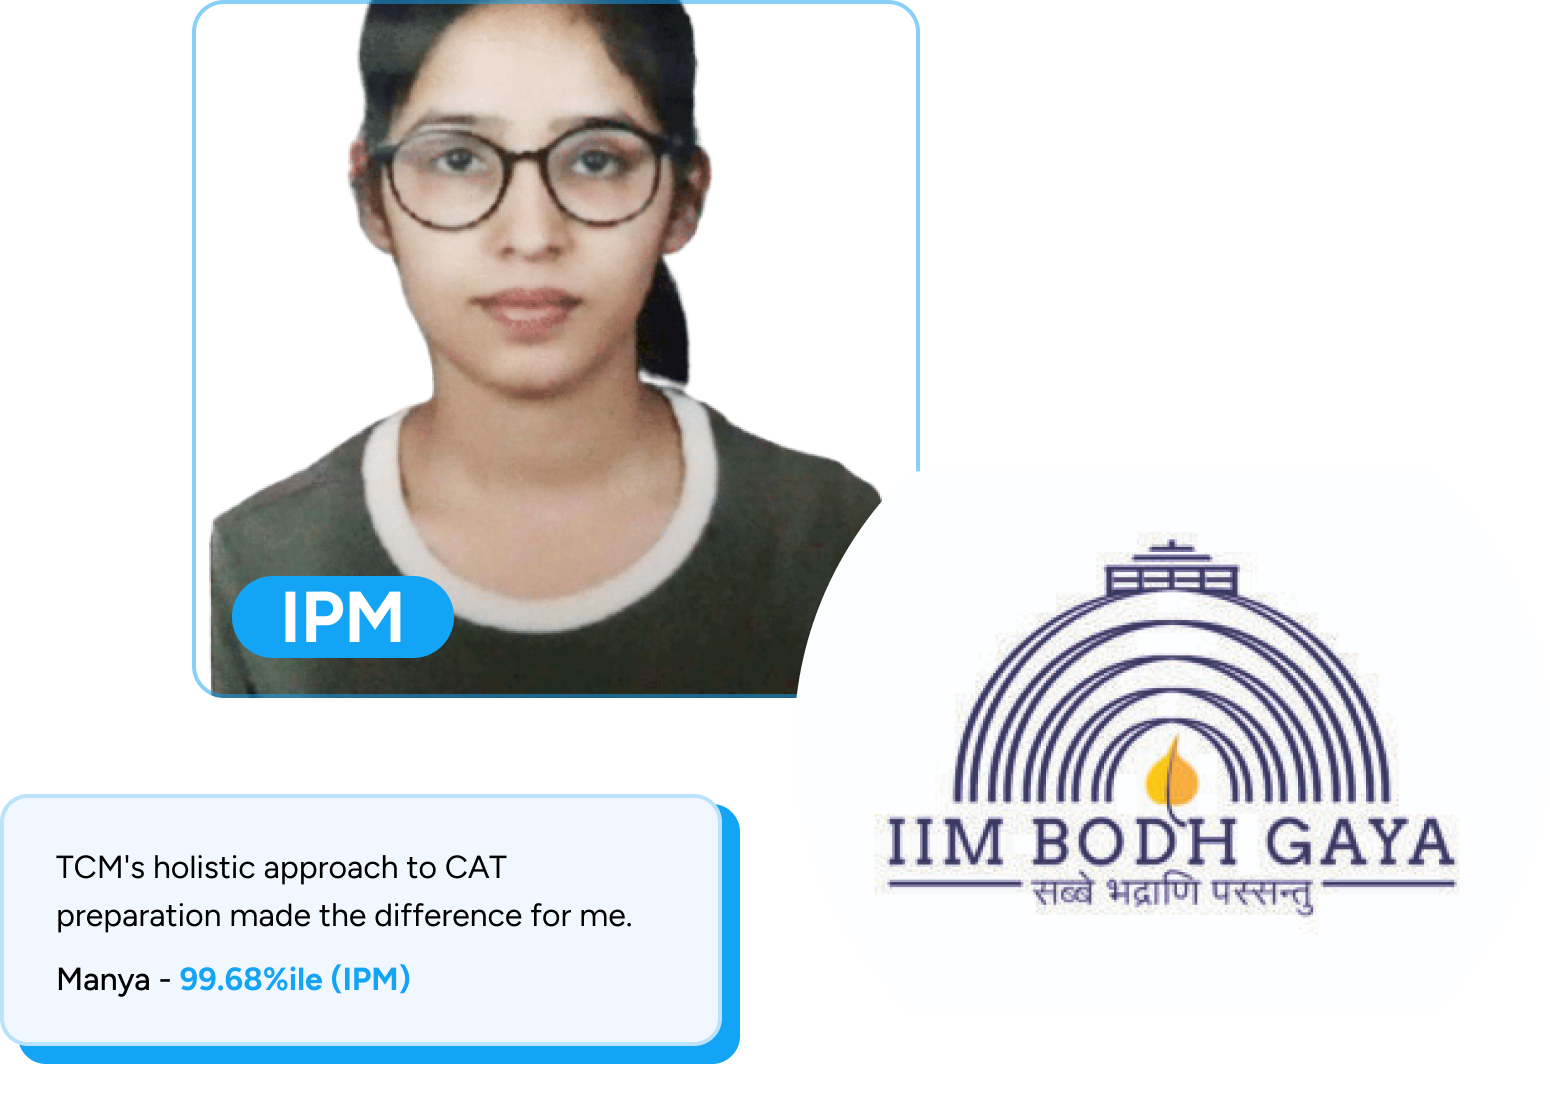 IPM
IIM BODH GAYA
सब्बे भद्राणि पस्सन्तु
TCM's holistic approach to CAT
preparation made the difference for me.
Manya - 99.68%ile (IPM)